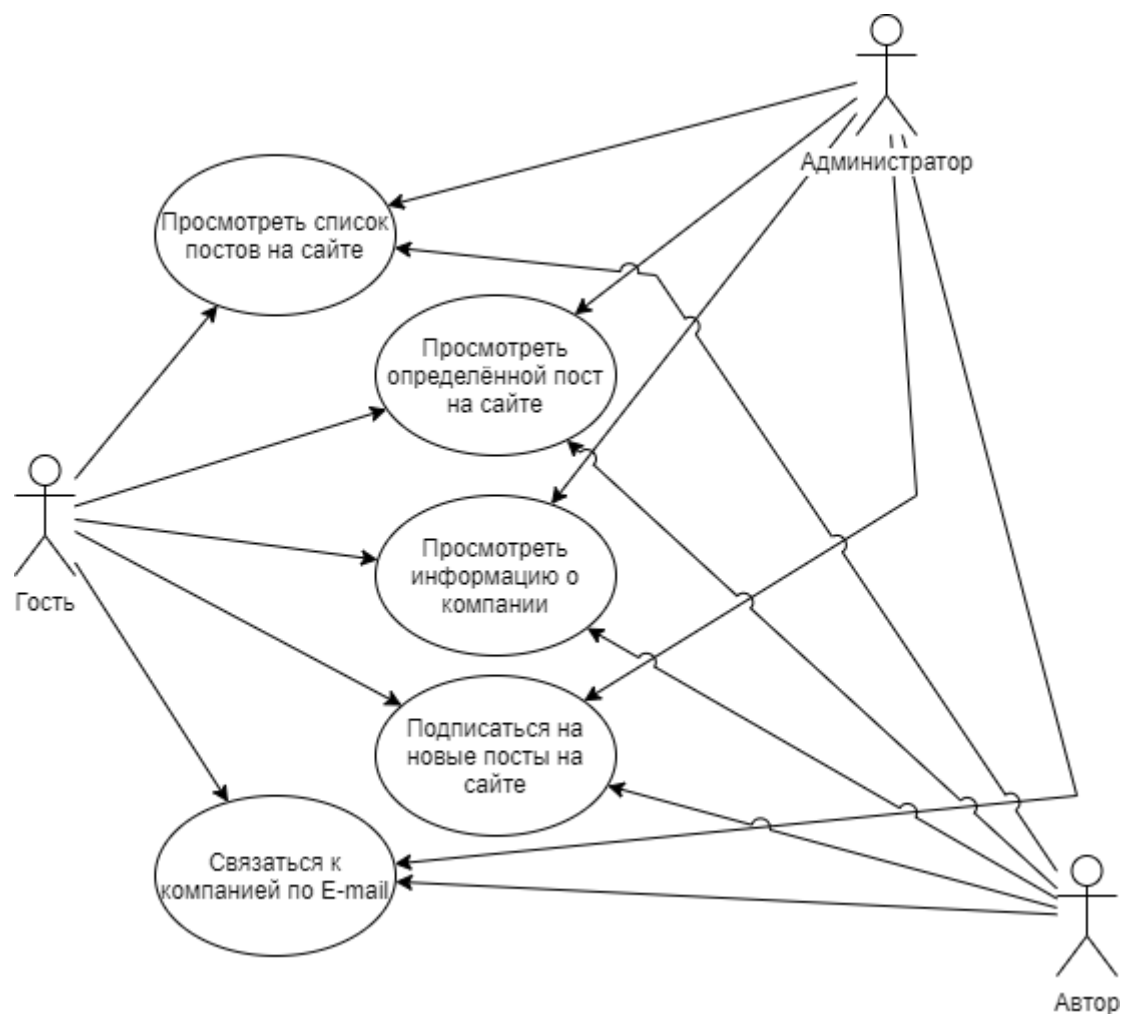 Администратор
Просмотреть список
постов на сайте
Просмотреть
определённой пост
на сайте
Просмотреть
информацию о
компании
Гость
Подписаться на
новые посты на
сайте
Связаться к
компанией по E-mail
Автор